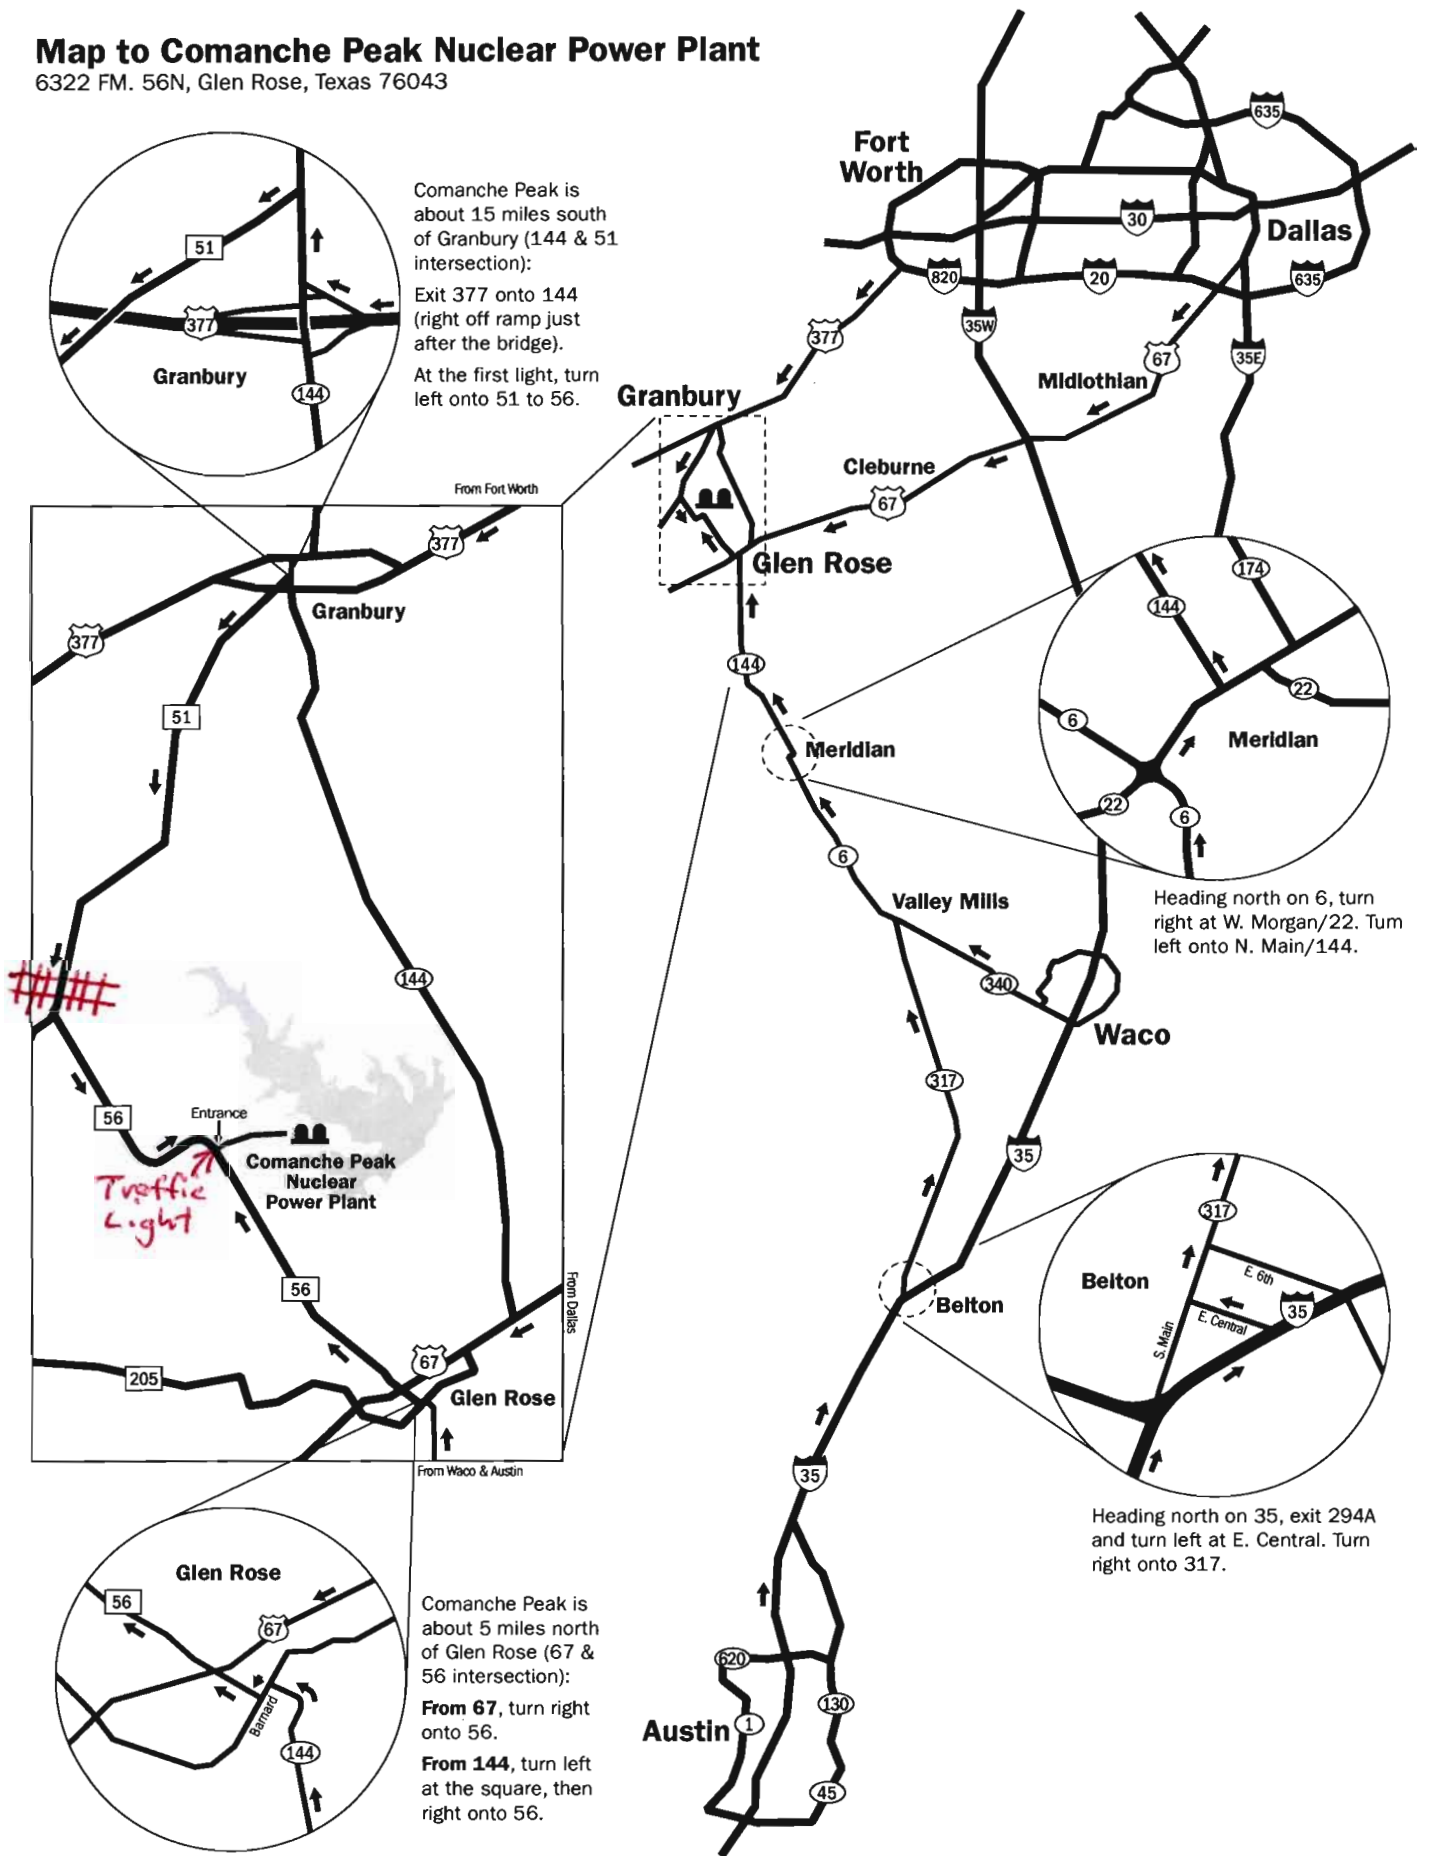 Map to Comanche Peak Nuclear Power Plant
6322 FM. 56N, Glen Rose, Texas 76043
51
377
Granbury
144
Comanche Peak is
about 15 miles south
of Granbury (144 & 51
intersection):
Exit 377 onto 144
(right off ramp just
after the bridge).
At the first light, turn
left onto 51 to 56.
Fort
Worth
635
30
Dallas
820
20
635
35W
377
67
35E
Midlothian
Granbury
Cleburne
67
Glen Rose
144
Meridian
6
Valley Mills
340
Waco
317
35
Belton
35
620
130
Austin
1
45
174
144
22
6
Meridian
22
6
Heading north on 6, turn
right at W. Morgan/22. Turn
left onto N. Main/144.
317
Belton
E. 6th
35
E. Central
S. Main
Heading north on 35, exit 294A
and turn left at E. Central. Turn
right onto 317.
From Fort Worth
377
Granbury
377
51
144
56
Entrance
Comanche Peak
Nuclear
Power Plant
Traffic
Light
56
From Dallas
67
205
Glen Rose
From Waco & Austin
Glen Rose
56
67
Barnard
144
Comanche Peak is
about 5 miles north
of Glen Rose (67 &
56 intersection):
From 67, turn right
onto 56.
From 144, turn left
at the square, then
right onto 56.